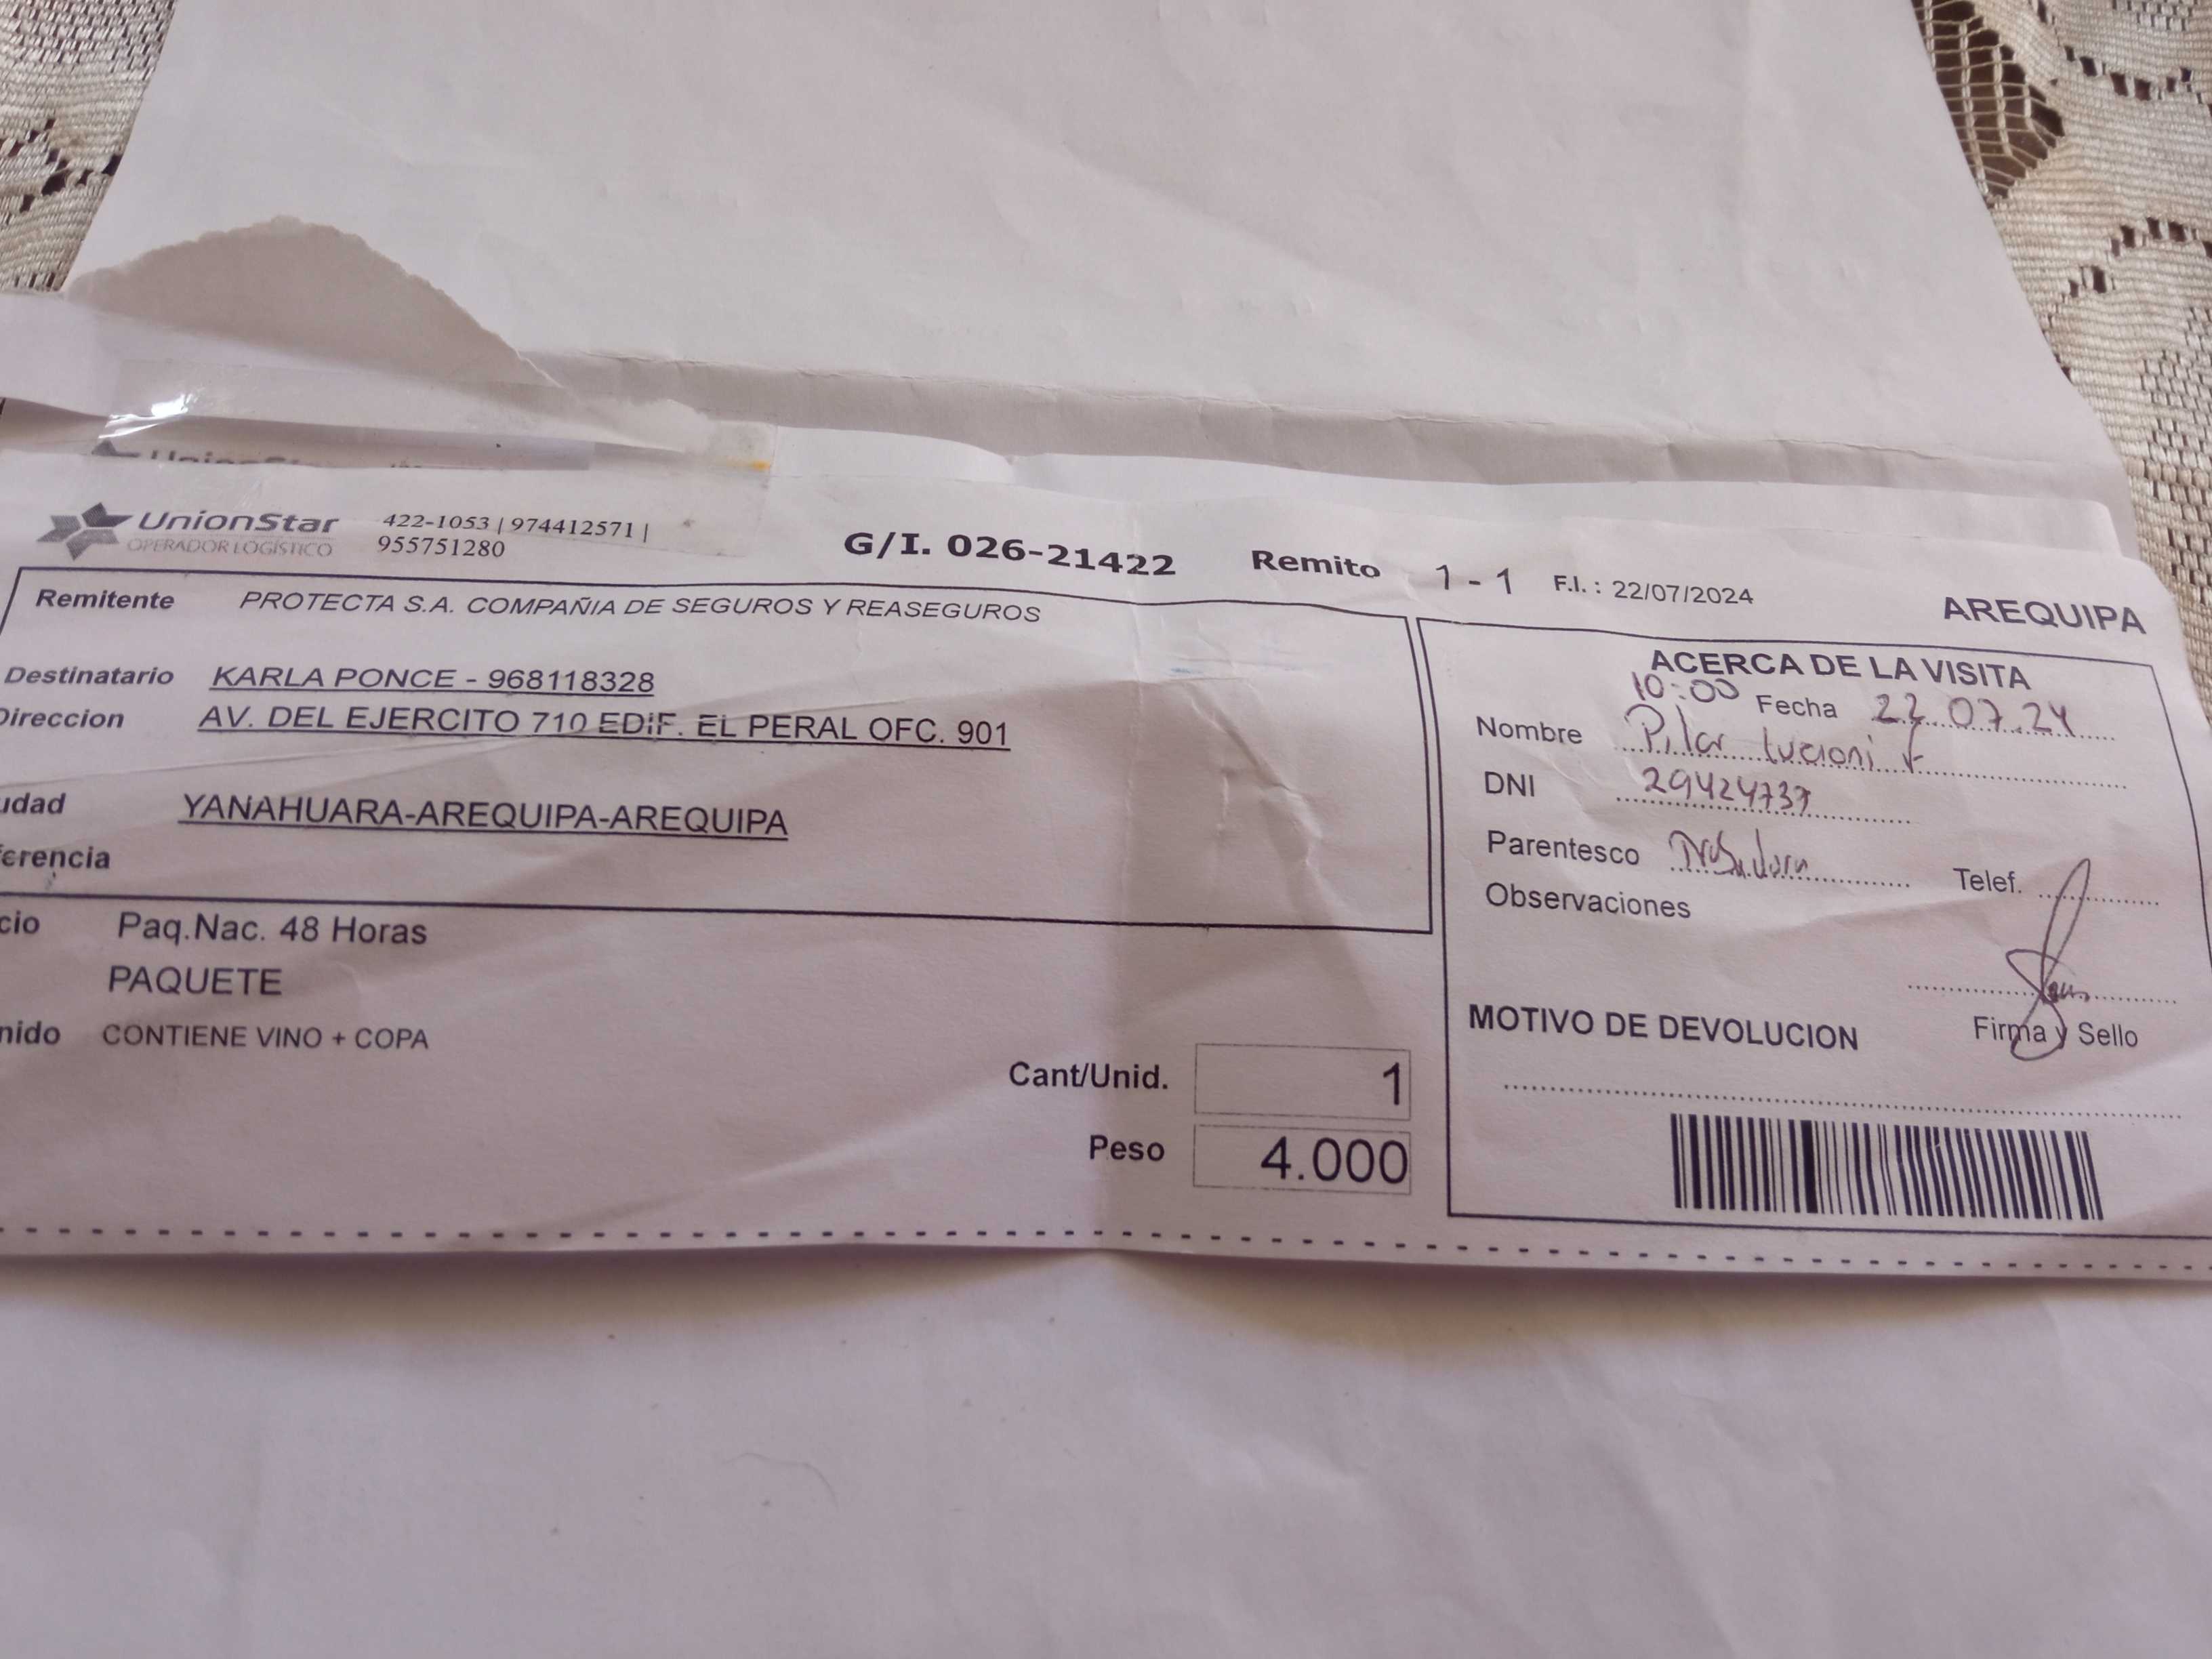 UnionStar
OPERADOR LOGÍSTICO
422-1053 | 974412571 |
955751280
G/I. 026-21422 Remito 1 - 1 F.I. : 22/07/2024 AREQUIPA
Remitente PROTECTA S.A. COMPAÑIA DE SEGUROS Y REASEGUROS
Destinatario KARLA PONCE - 968118328
Direccion AV. DEL EJERCITO 710 EDIF. EL PERAL OFC. 901
udad YANAHUARA-AREQUIPA-AREQUIPA
ferencia
cio Paq.Nac. 48 Horas
PAQUETE
nido CONTIENE VINO + COPA
Cant/Unid. 1
Peso 4.000
ACERCA DE LA VISITA
10:00 Fecha 22.07.24
Nombre Pilar Lucioni F
DNI 29424737
Parentesco Telef.
Observaciones
MOTIVO DE DEVOLUCION
Firma y Sello